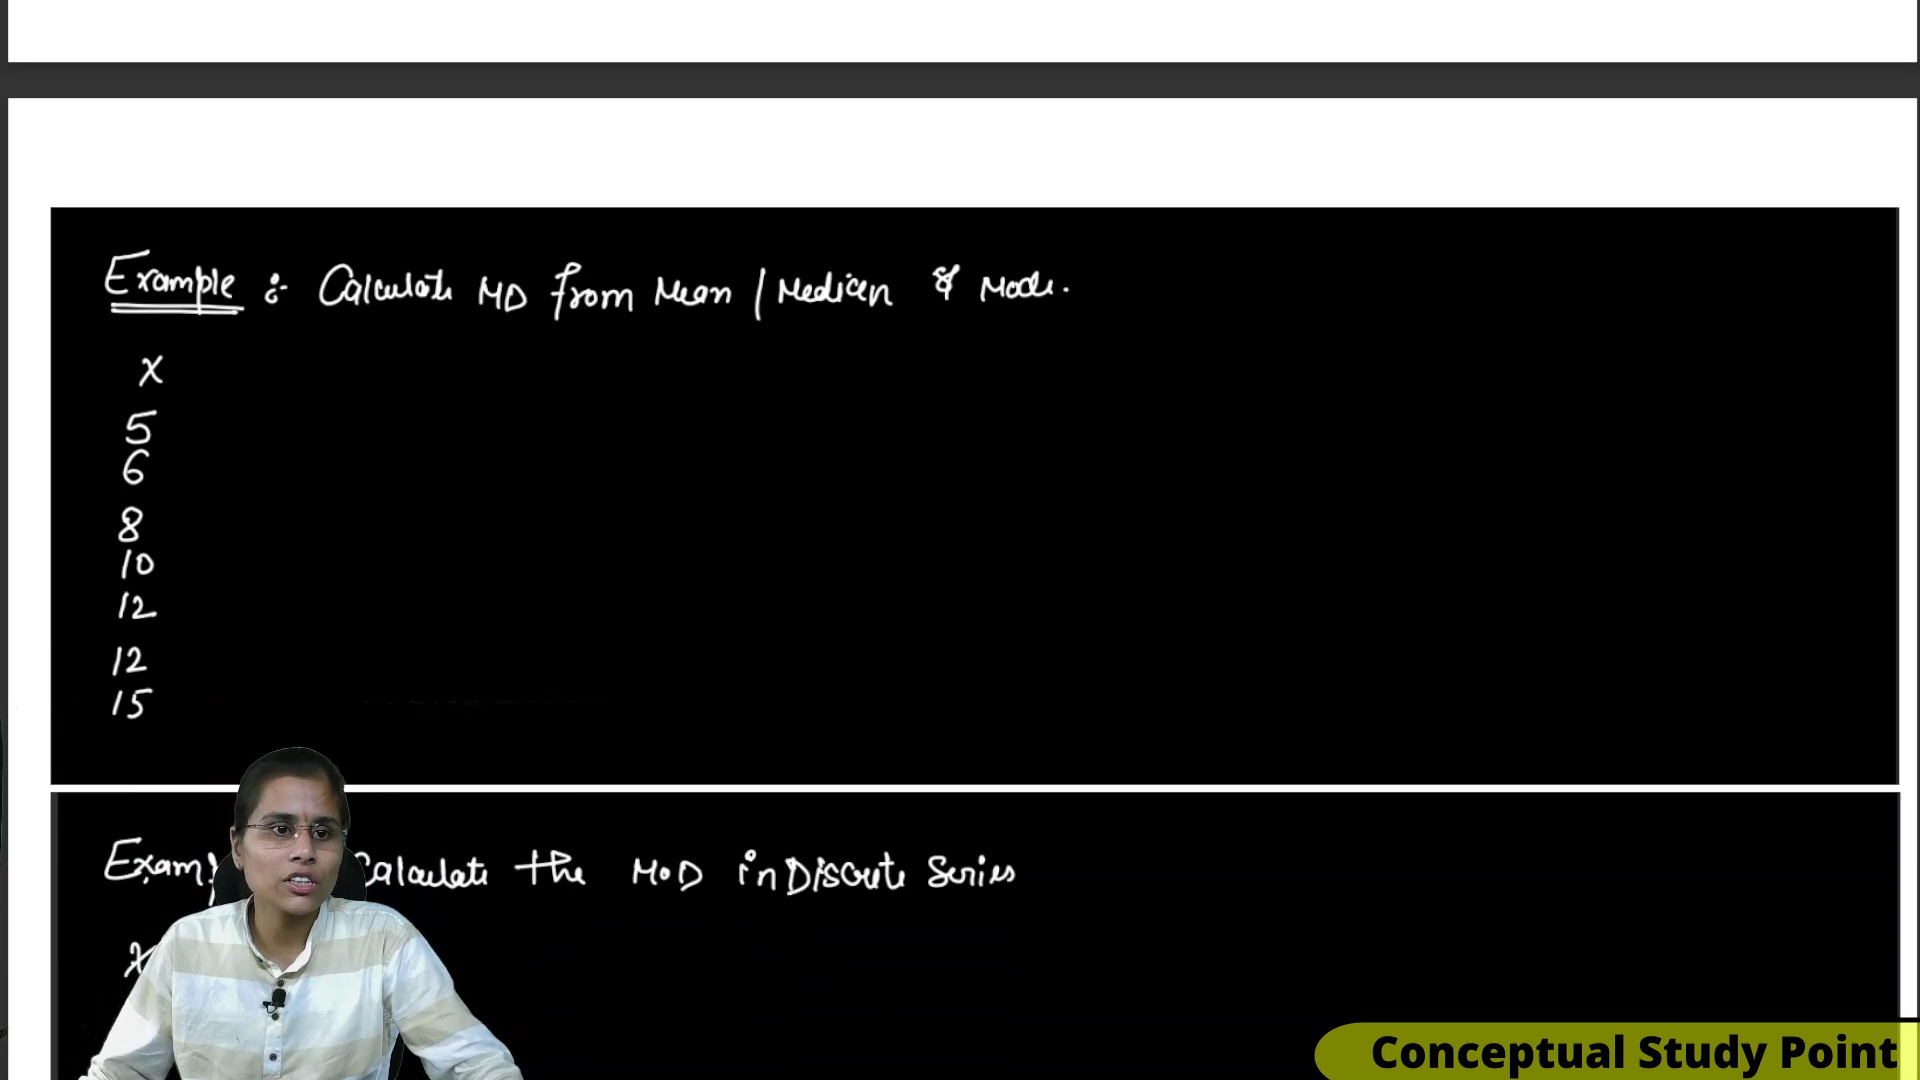 Example :- Calculate MD from Mean / Median & Mode.
X
5
6
8
10
12
12
15
Calculate the M.D in Discrete Series
X
Conceptual Study Point